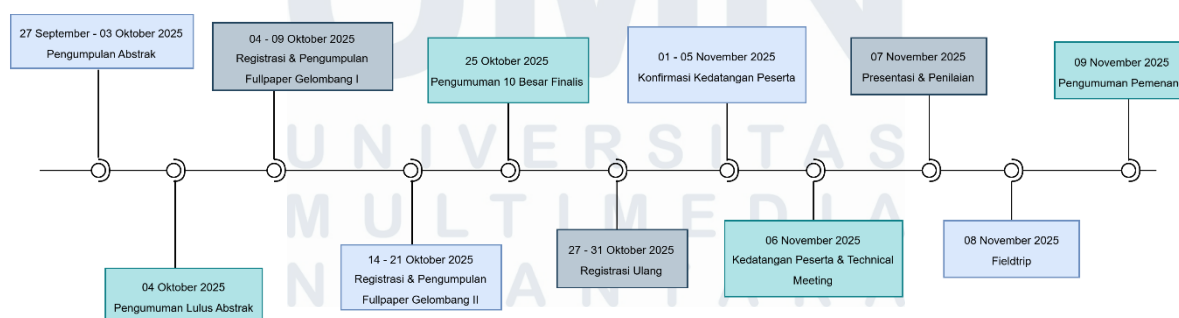 27 September - 03 Oktober 2025
Pengumpulan Abstrak
04 Oktober 2025
Pengumuman Lulus Abstrak
04 - 09 Oktober 2025
Registrasi & Pengumpulan
Fullpaper Gelombang I
14 - 21 Oktober 2025
Registrasi & Pengumpulan
Fullpaper Gelombang II
25 Oktober 2025
Pengumuman 10 Besar Finalis
27 - 31 Oktober 2025
Registrasi Ulang
01 - 05 November 2025
Konfirmasi Kedatangan Peserta
06 November 2025
Kedatangan Peserta & Technical
Meeting
07 November 2025
Presentasi & Penilaian
08 November 2025
Fieldtrip
09 November 2025
Pengumuman Pemenan
UMN
UNIVERSITAS
MULTIMEDIA
NUSANTARA